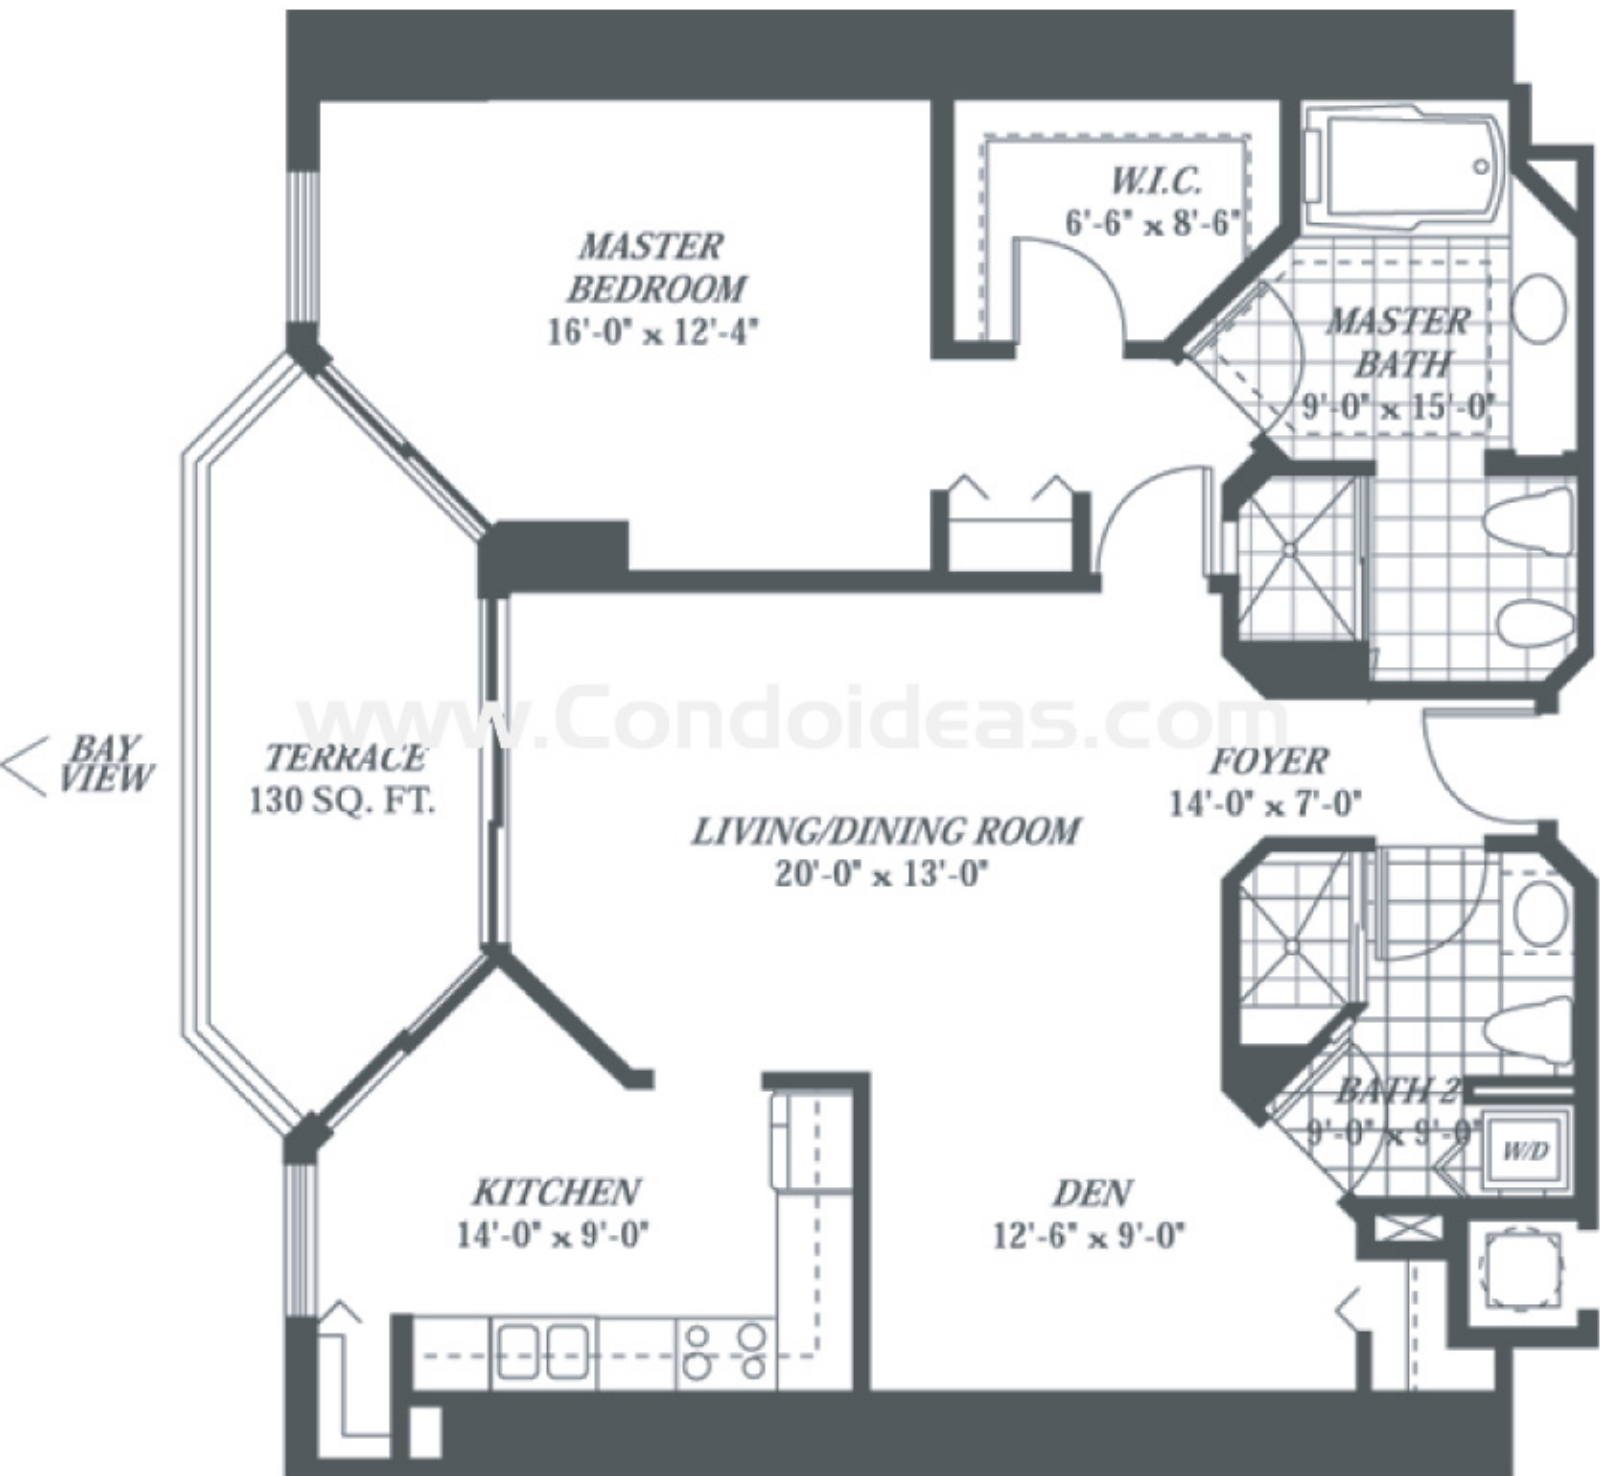 W.I.C.
6'-6" x 8'-6"
MASTER
BEDROOM
16'-0" x 12'-4"
MASTER
BATH
9'-0" x 15'-0"
www.Condoideas.com
BAY
VIEW
TERRACE
130 SQ. FT.
FOYER
14'-0" x 7'-0"
LIVING/DINING ROOM
20'-0" x 13'-0"
BATH 2
9'-0" x 9'-0"
W/D
KITCHEN
14'-0" x 9'-0"
DEN
12'-6" x 9'-0"